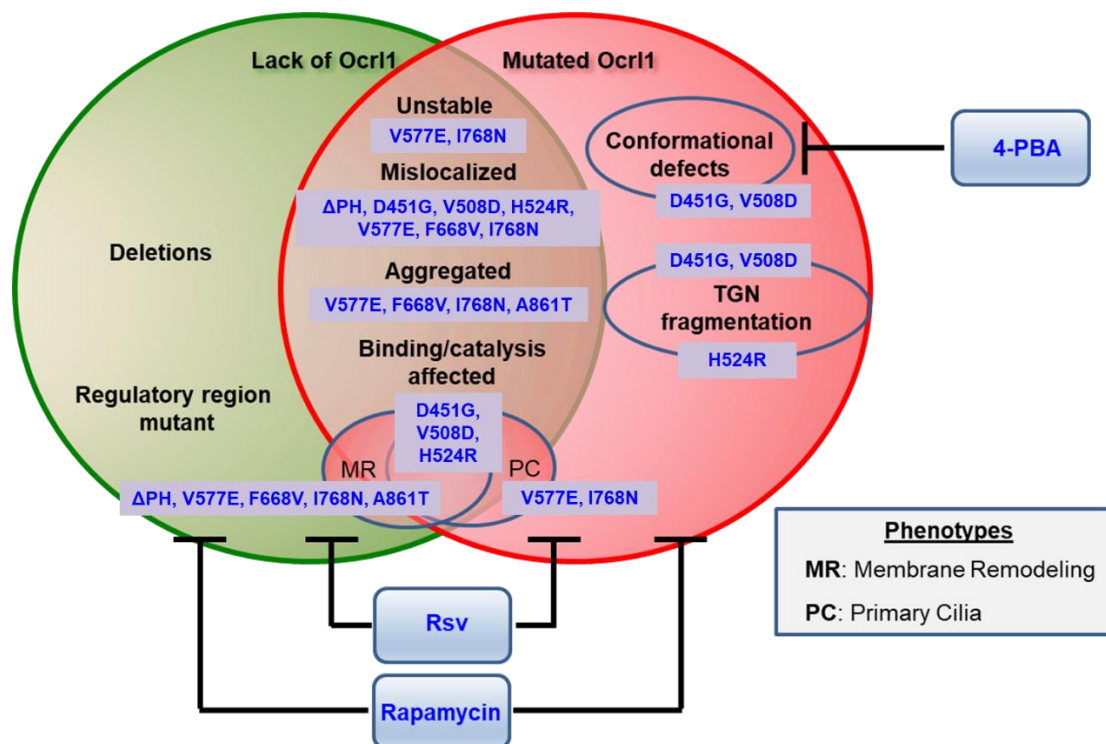 Lack of Ocrl1
Mutated Ocrl1
Unstable
V577E, I768N
Mislocalized
ΔPH, D451G, V508D, H524R,
V577E, F668V, I768N
Aggregated
V577E, F668V, I768N, A861T
Binding/catalysis
affected
D451G,
V508D,
H524R
MR
PC
ΔPH, V577E, F668V, I768N, A861T
V577E, I768N
Deletions
Regulatory region
mutant
Conformational
defects
D451G, V508D
D451G, V508D
TGN
fragmentation
H524R
4-PBA
Rsv
Rapamycin
Phenotypes
MR: Membrane Remodeling
PC: Primary Cilia